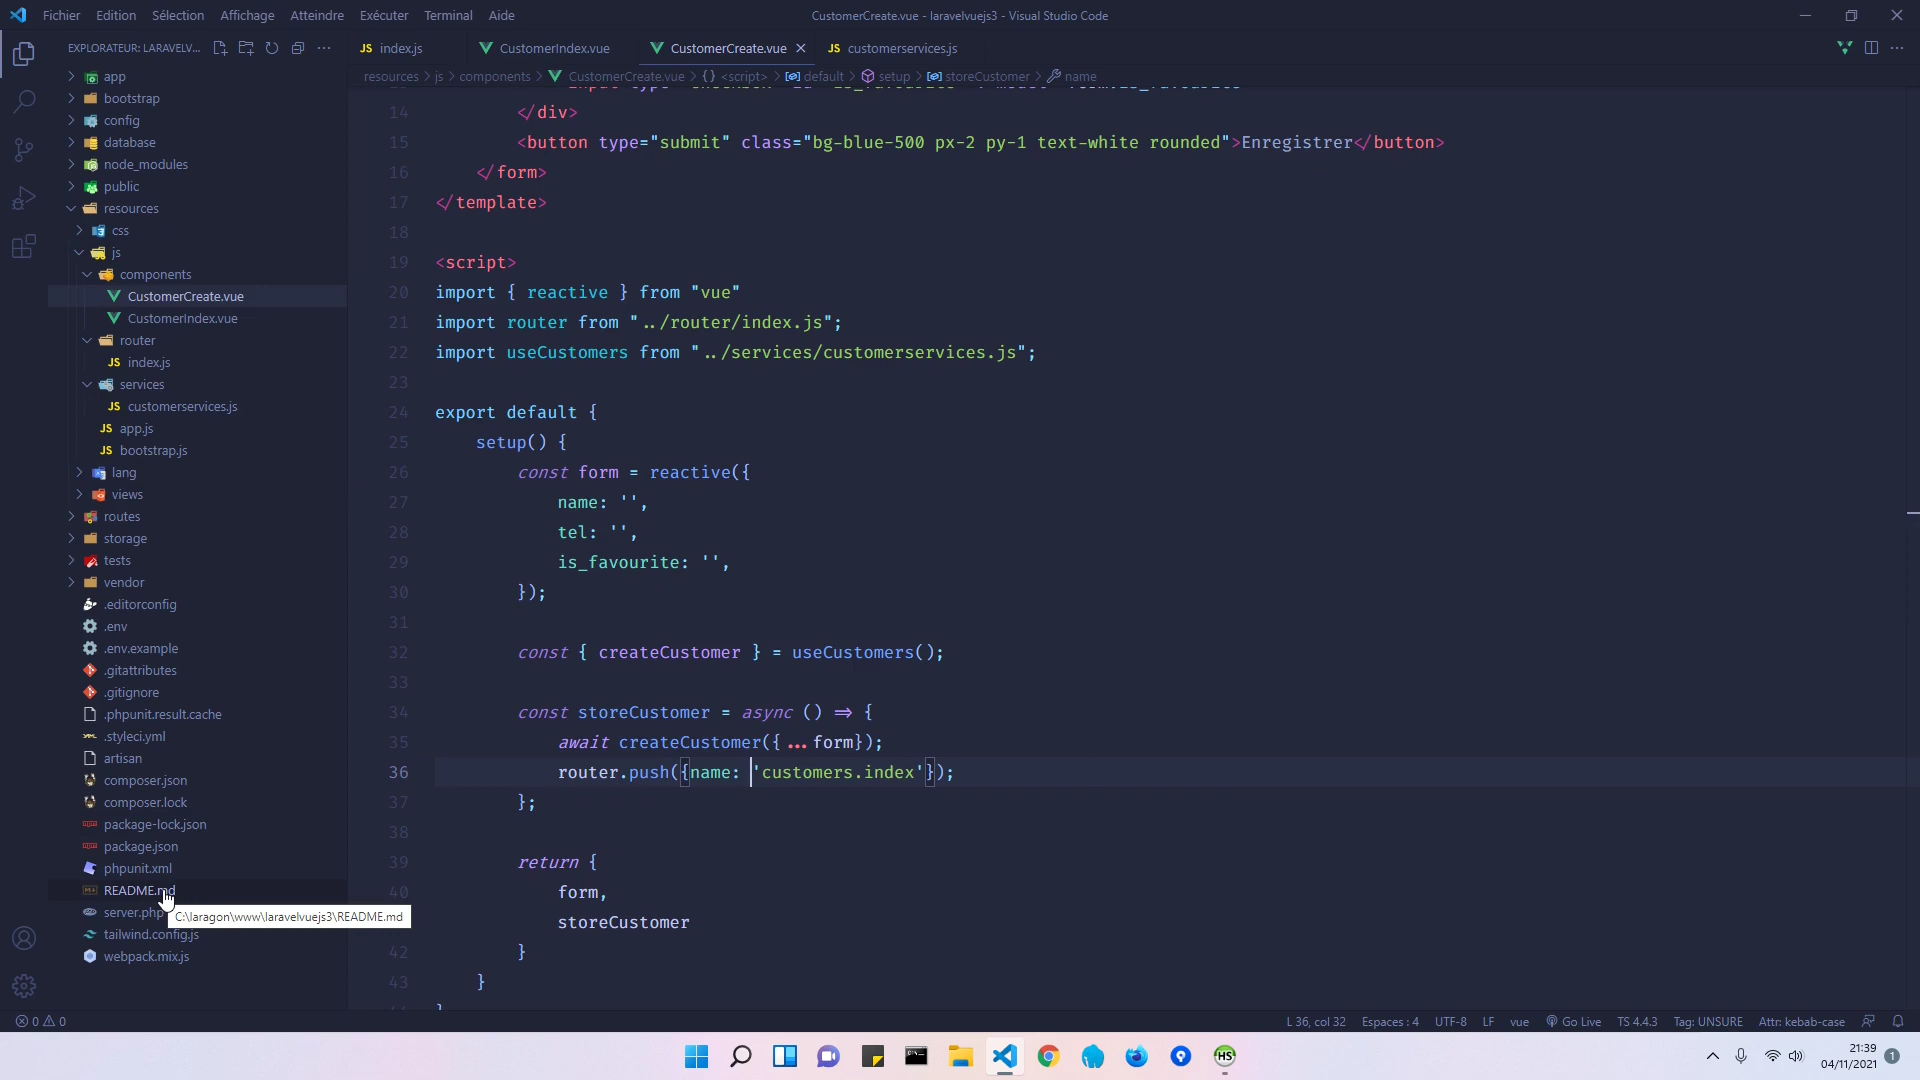 Fichier Edition Sélection Affichage Atteindre Exécuter Terminal Aide
CustomerCreate.vue - laravelvuejs3 - Visual Studio Code
EXPLORATEUR: LARAVELV...
app
bootstrap
config
database
node_modules
public
resources
css
js
components
CustomerCreate.vue
CustomerIndex.vue
router
JS index.js
services
JS customerservices.js
JS app.js
JS bootstrap.js
lang
views
routes
storage
tests
vendor
.editorconfig
.env
.env.example
.gitattributes
.gitignore
.phpunit.result.cache
.styleci.yml
artisan
composer.json
composer.lock
package-lock.json
package.json
phpunit.xml
README.md
server.php
C:\laragon\www\laravelvuejs3\README.md
tailwind.config.js
webpack.mix.js
JS index.js
CustomerIndex.vue
CustomerCreate.vue
JS customerservices.js
resources > js > components > CustomerCreate.vue > {} <script> > default > setup > storeCustomer > name
14 </div>
15 <button type="submit" class="bg-blue-500 px-2 py-1 text-white rounded">Enregistrer</button>
16 </form>
17 </template>
18
19 <script>
20 import { reactive } from "vue"
21 import router from "../router/index.js";
22 import useCustomers from "../services/customerservices.js";
23
24 export default {
25 setup() {
26 const form = reactive({
27 name: '',
28 tel: '',
29 is_favourite: '',
30 });
31
32 const { createCustomer } = useCustomers();
33
34 const storeCustomer = async () => {
35 await createCustomer({...form});
36 router.push({name: 'customers.index'});
37 };
38
39 return {
40 form,
storeCustomer
42 }
43 }
0 0
L 36, col 32 Espaces : 4 UTF-8 LF vue Go Live TS 4.4.3 Tag: UNSURE Attr: kebab-case
HS
21:39
04/11/2021
1